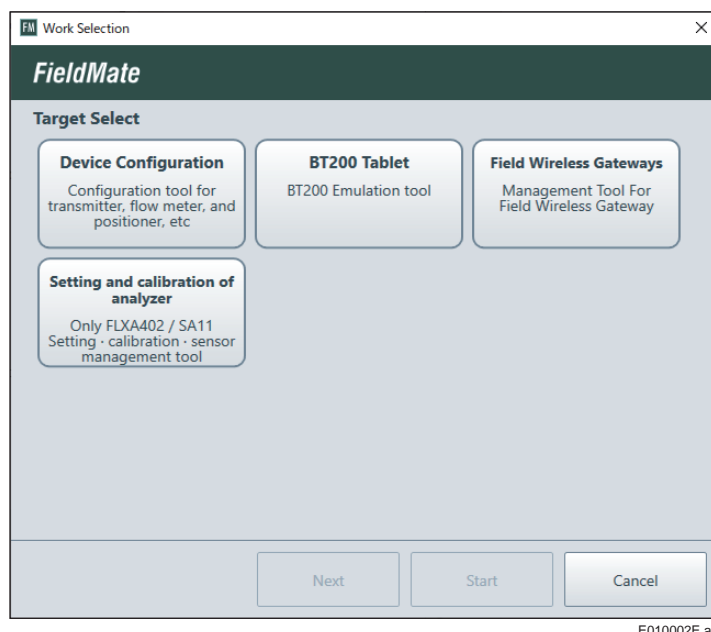 FM Work Selection
FieldMate
Target Select
Device Configuration
Configuration tool for
transmitter, flow meter, and
positioner, etc
BT200 Tablet
BT200 Emulation tool
Field Wireless Gateways
Management Tool For
Field Wireless Gateway
Setting and calibration of
analyzer
Only FLXA402 / SA11
Setting · calibration · sensor
management tool
Next
Start
Cancel